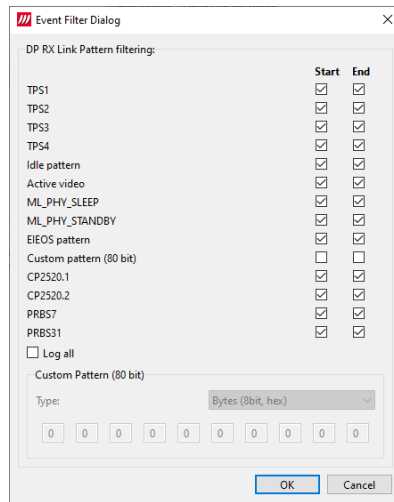 Event Filter Dialog
DP RX Link Pattern filtering:
Start End
TPS1
TPS2
TPS3
TPS4
Idle pattern
Active video
ML_PHY_SLEEP
ML_PHY_STANDBY
EIEOS pattern
Custom pattern (80 bit)
CP2520.1
CP2520.2
PRBS7
PRBS31
Log all
Custom Pattern (80 bit)
Type: Bytes (8bit, hex)
0 0 0 0 0 0 0 0 0 0
OK Cancel